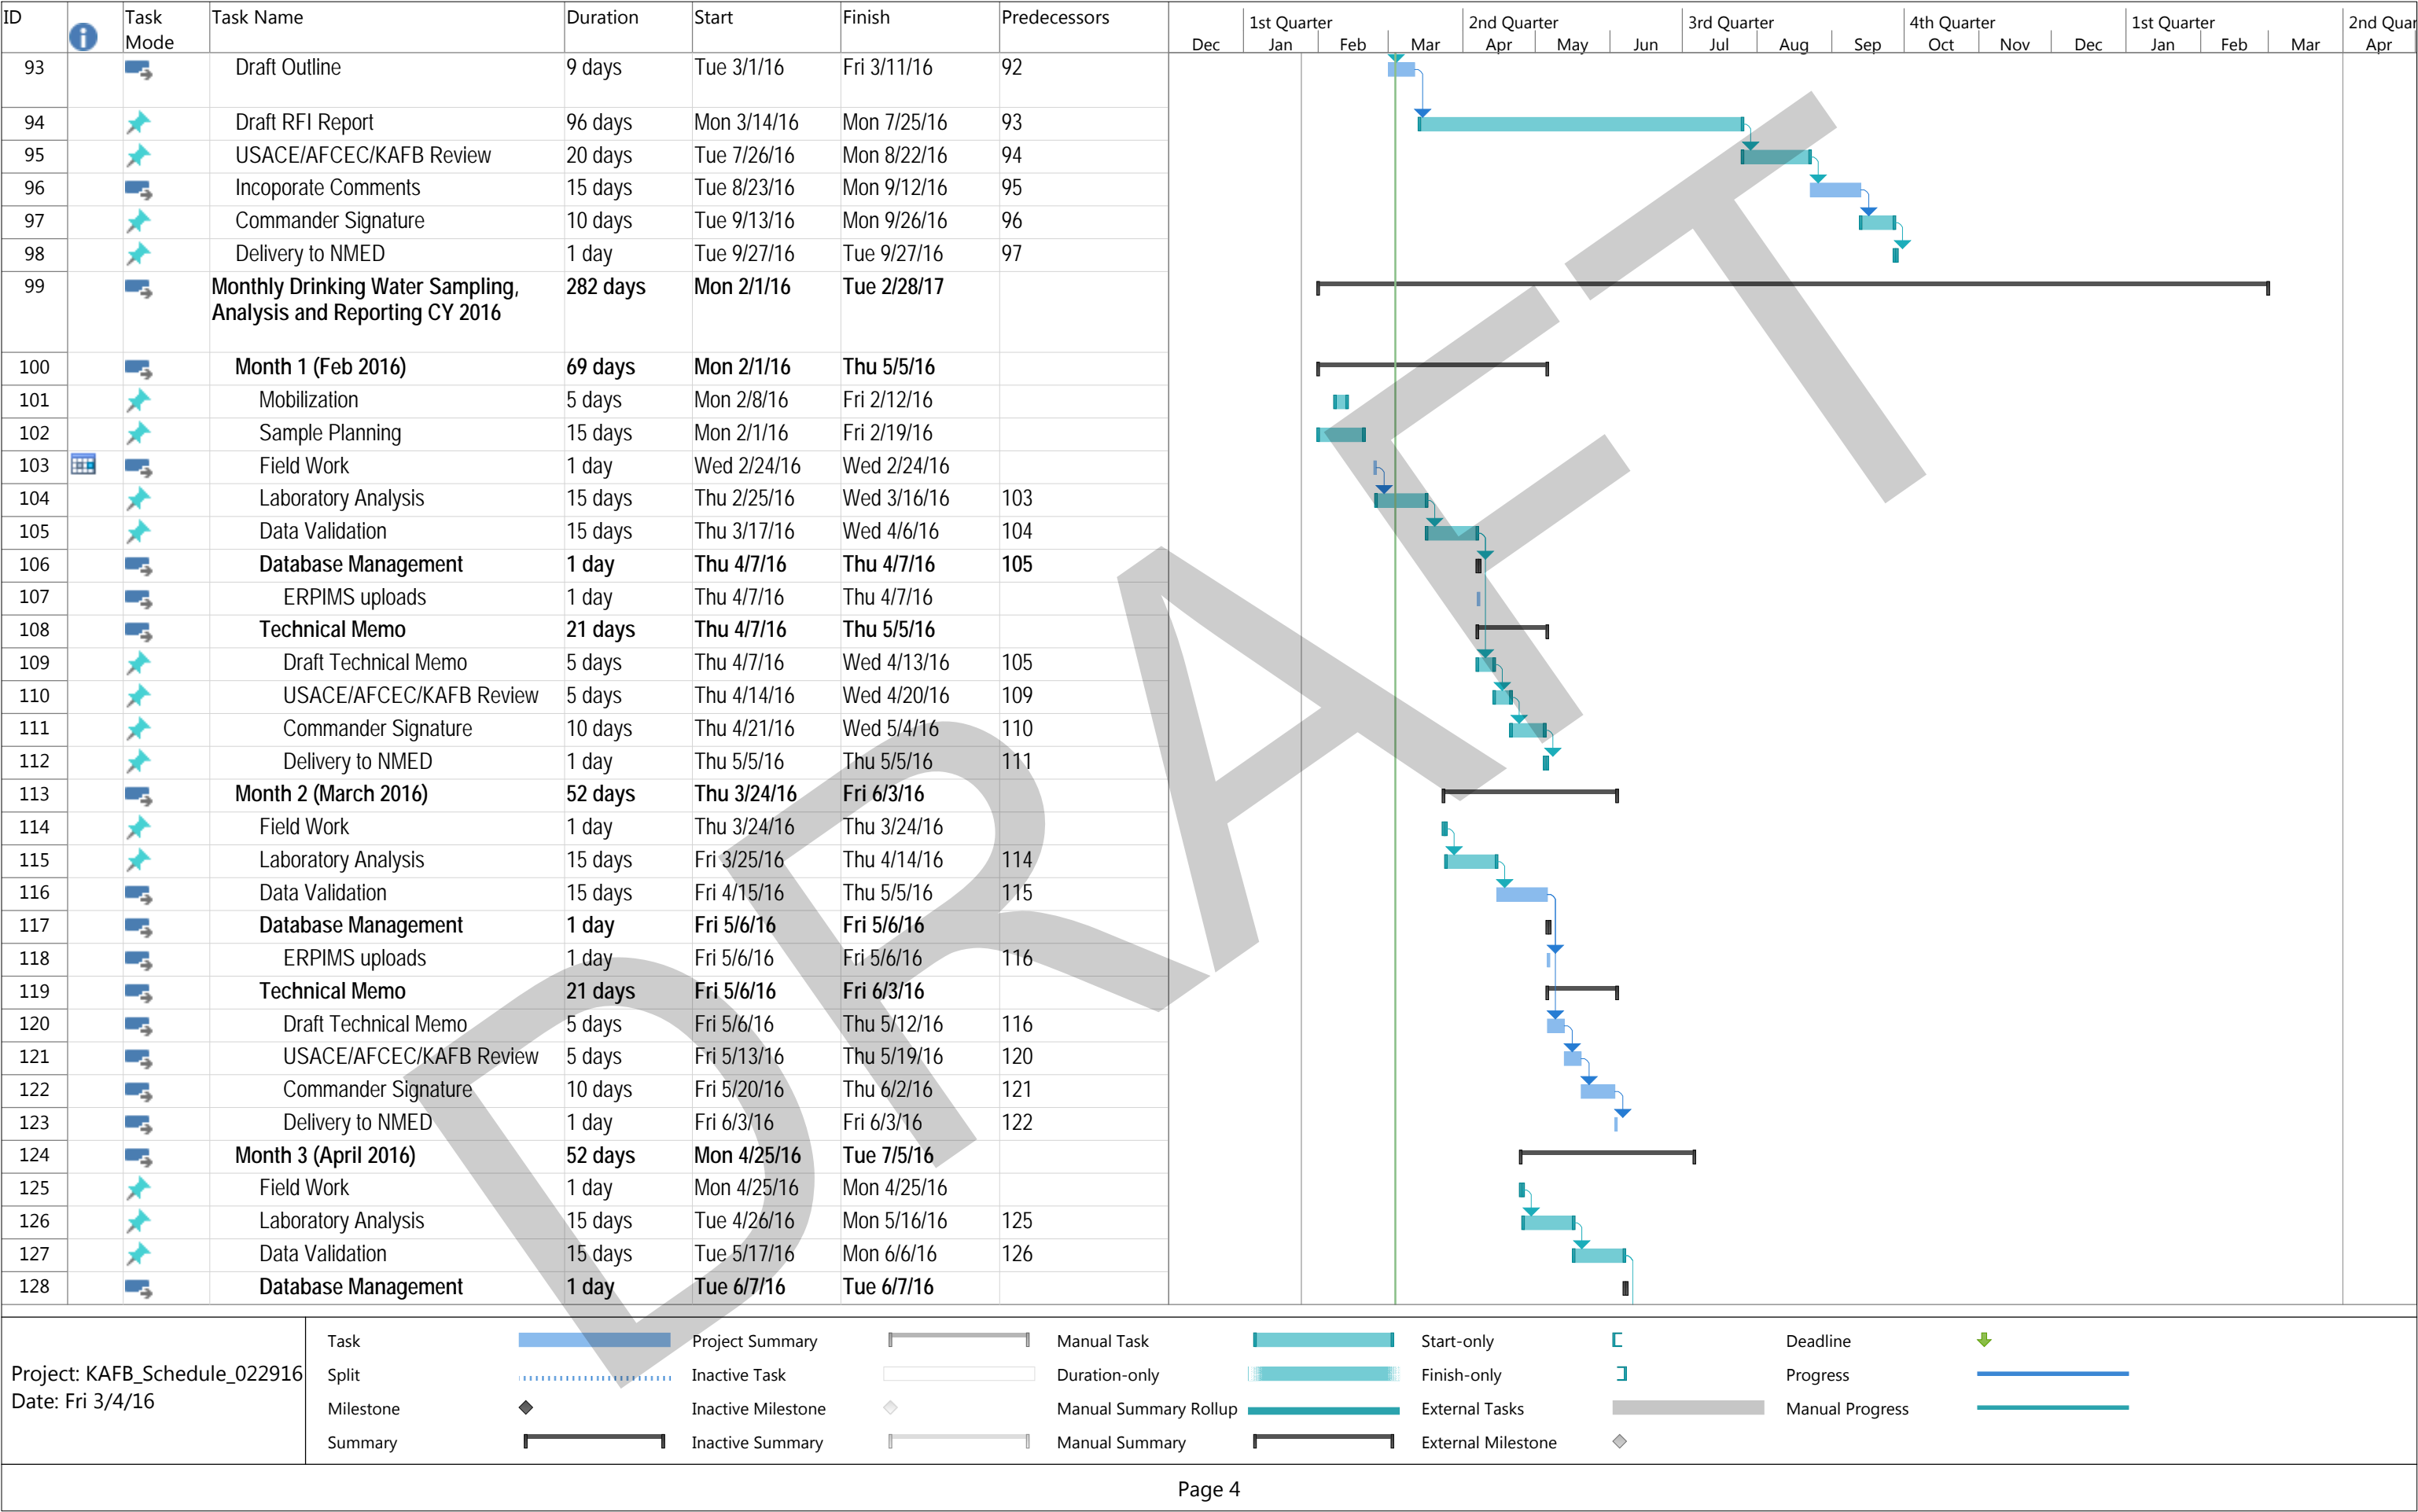 ID Task Mode Task Name Duration Start Finish Predecessors
1st Quarter 2nd Quarter 3rd Quarter 4th Quarter 1st Quarter 2nd Quar
Dec Jan Feb Mar Apr May Jun Jul Aug Sep Oct Nov Dec Jan Feb Mar Apr
93 Draft Outline 9 days Tue 3/1/16 Fri 3/11/16 92
94 Draft RFI Report 96 days Mon 3/14/16 Mon 7/25/16 93
95 USACE/AFCEC/KAFB Review 20 days Tue 7/26/16 Mon 8/22/16 94
96 Incoporate Comments 15 days Tue 8/23/16 Mon 9/12/16 95
97 Commander Signature 10 days Tue 9/13/16 Mon 9/26/16 96
98 Delivery to NMED 1 day Tue 9/27/16 Tue 9/27/16 97
99 Monthly Drinking Water Sampling, 282 days Mon 2/1/16 Tue 2/28/17
Analysis and Reporting CY 2016
100 Month 1 (Feb 2016) 69 days Mon 2/1/16 Thu 5/5/16
101 Mobilization 5 days Mon 2/8/16 Fri 2/12/16
102 Sample Planning 15 days Mon 2/1/16 Fri 2/19/16
103 Field Work 1 day Wed 2/24/16 Wed 2/24/16
104 Laboratory Analysis 15 days Thu 2/25/16 Wed 3/16/16 103
105 Data Validation 15 days Thu 3/17/16 Wed 4/6/16 104
106 Database Management 1 day Thu 4/7/16 Thu 4/7/16 105
107 ERPIMS uploads 1 day Thu 4/7/16 Thu 4/7/16
108 Technical Memo 21 days Thu 4/7/16 Thu 5/5/16
109 Draft Technical Memo 5 days Thu 4/7/16 Wed 4/13/16 105
110 USACE/AFCEC/KAFB Review 5 days Thu 4/14/16 Wed 4/20/16 109
111 Commander Signature 10 days Thu 4/21/16 Wed 5/4/16 110
112 Delivery to NMED 1 day Thu 5/5/16 Thu 5/5/16 111
113 Month 2 (March 2016) 52 days Thu 3/24/16 Fri 6/3/16
114 Field Work 1 day Thu 3/24/16 Thu 3/24/16
115 Laboratory Analysis 15 days Fri 3/25/16 Thu 4/14/16 114
116 Data Validation 15 days Fri 4/15/16 Thu 5/5/16 115
117 Database Management 1 day Fri 5/6/16 Fri 5/6/16
118 ERPIMS uploads 1 day Fri 5/6/16 Fri 5/6/16 116
119 Technical Memo 21 days Fri 5/6/16 Fri 6/3/16
120 Draft Technical Memo 5 days Fri 5/6/16 Thu 5/12/16 116
121 USACE/AFCEC/KAFB Review 5 days Fri 5/13/16 Thu 5/19/16 120
122 Commander Signature 10 days Fri 5/20/16 Thu 6/2/16 121
123 Delivery to NMED 1 day Fri 6/3/16 Fri 6/3/16 122
124 Month 3 (April 2016) 52 days Mon 4/25/16 Tue 7/5/16
125 Field Work 1 day Mon 4/25/16 Mon 4/25/16
126 Laboratory Analysis 15 days Tue 4/26/16 Mon 5/16/16 125
127 Data Validation 15 days Tue 5/17/16 Mon 6/6/16 126
128 Database Management 1 day Tue 6/7/16 Tue 6/7/16
DRAFT
Project: KAFB_Schedule_022916
Date: Fri 3/4/16
Task Project Summary Manual Task Start-only Deadline
Split Inactive Task Duration-only Finish-only Progress
Milestone Inactive Milestone Manual Summary Rollup External Tasks Manual Progress
Summary Inactive Summary Manual Summary External Milestone
Page 4